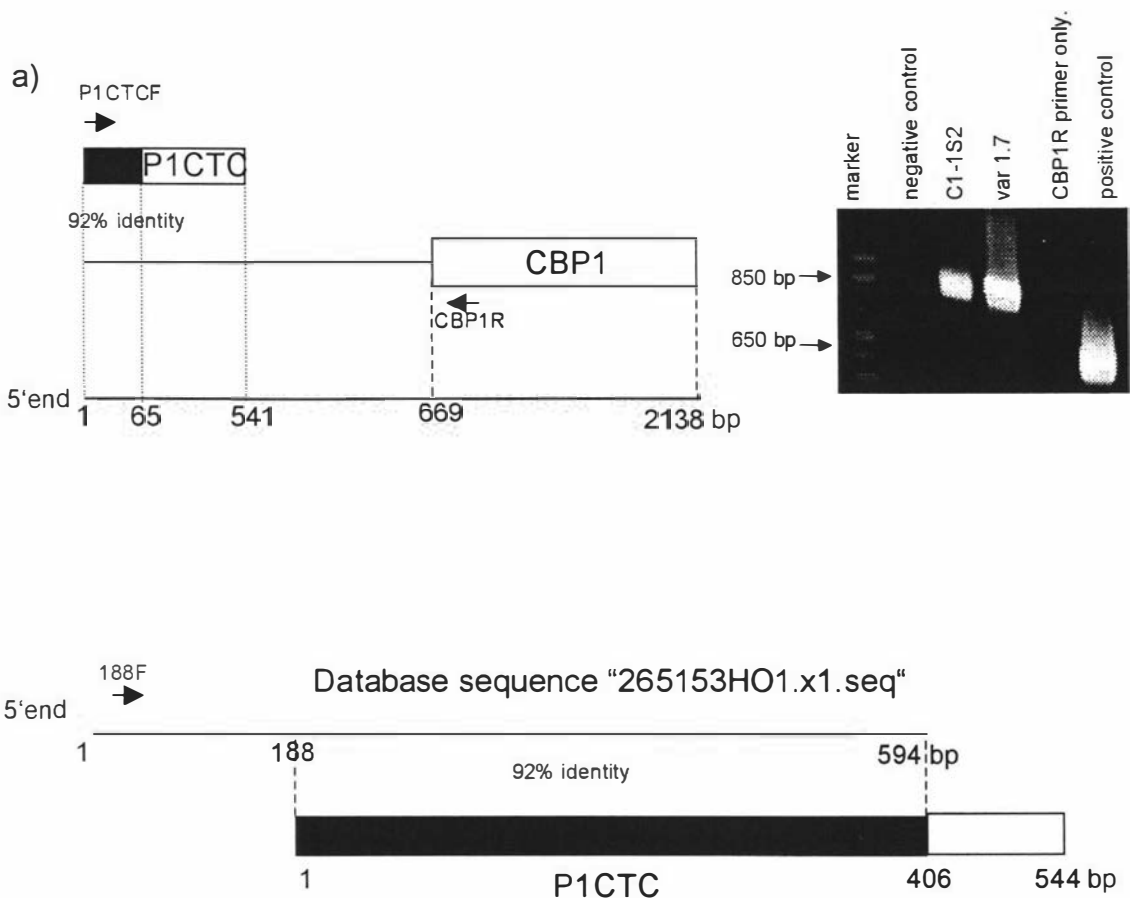 a)
P1CTCF
P1CTC
92% identity
CBP1
CBP1R
5‘end
1 65 541 669 2138 bp
marker
negative control
C1-1S2
var 1.7
CBP1R primer only.
positive control
850 bp
650 bp
188F
Database sequence “265153HO1.x1.seq“
5‘end
1 188 594 bp
92% identity
1 406 544 bp
P1CTC